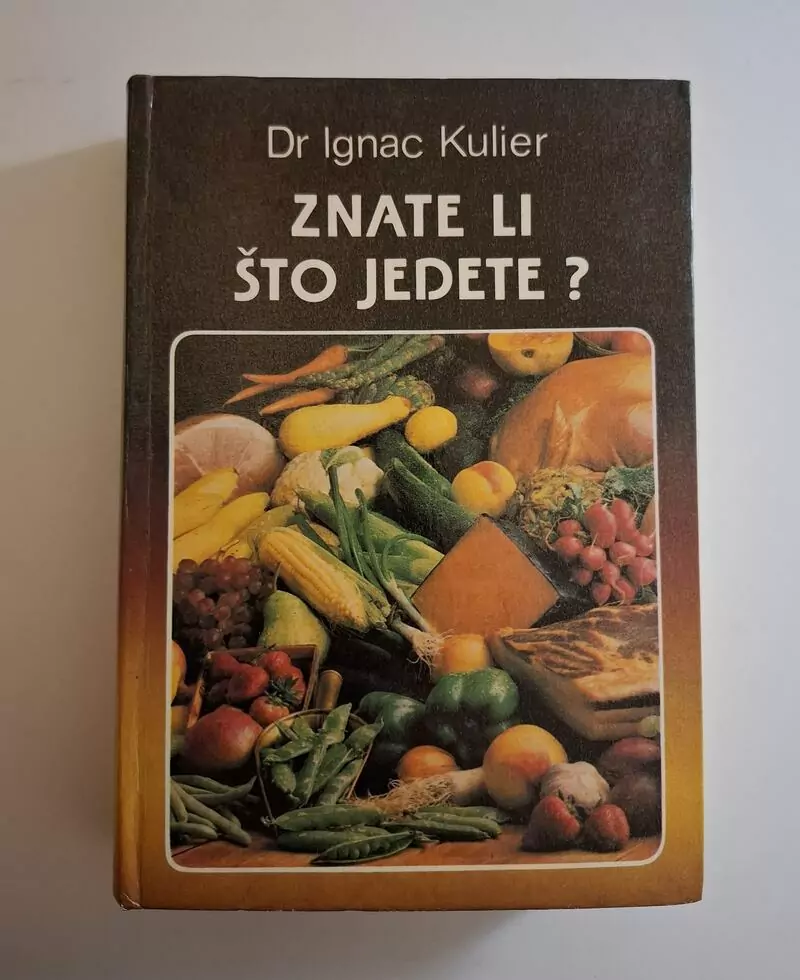 Dr Ignac Kulier
ZNATE LI
ŠTO JEDETE ?